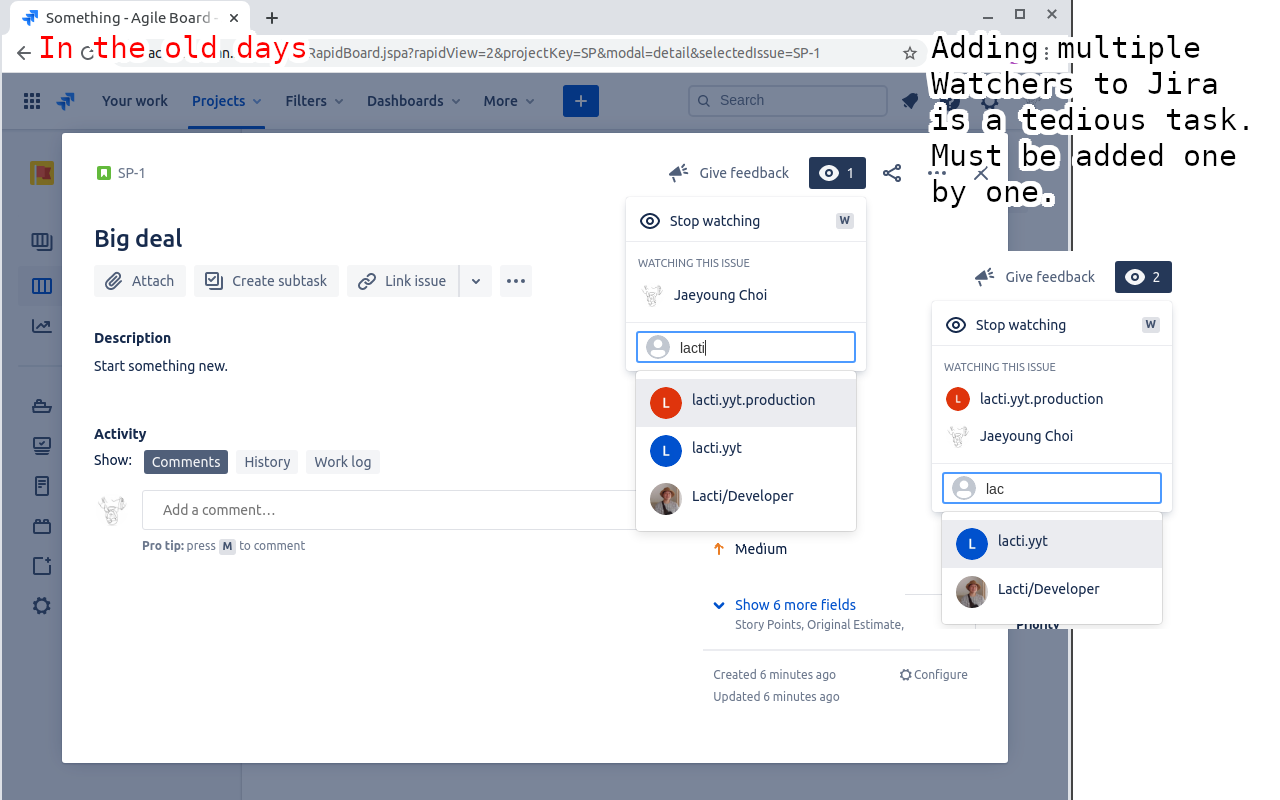 Something - Agile Board -
In the old days
RapidBoard.jspa?rapidView=2&projectKey=SP&modal=detail&selectedIssue=SP-1
Adding multiple
Watchers to Jira
is a tedious task.
Must be added one
by one.
Your work
Projects
Filters
Dashboards
More
Search
SP-1
Give feedback
1
Stop watching
W
Big deal
WATCHING THIS ISSUE
Jaeyoung Choi
Attach
Create subtask
Link issue
lacti
lacti.yyt.production
lacti.yyt
Lacti/Developer
Description
Start something new.
Activity
Show:
Comments
History
Work log
Add a comment…
Pro tip: press M to comment
Medium
Show 6 more fields
Story Points, Original Estimate,
Created 6 minutes ago
Configure
Updated 6 minutes ago
Give feedback
2
Stop watching
W
WATCHING THIS ISSUE
L
lacti.yyt.production
Jaeyoung Choi
lac
L
lacti.yyt
Lacti/Developer
Priority